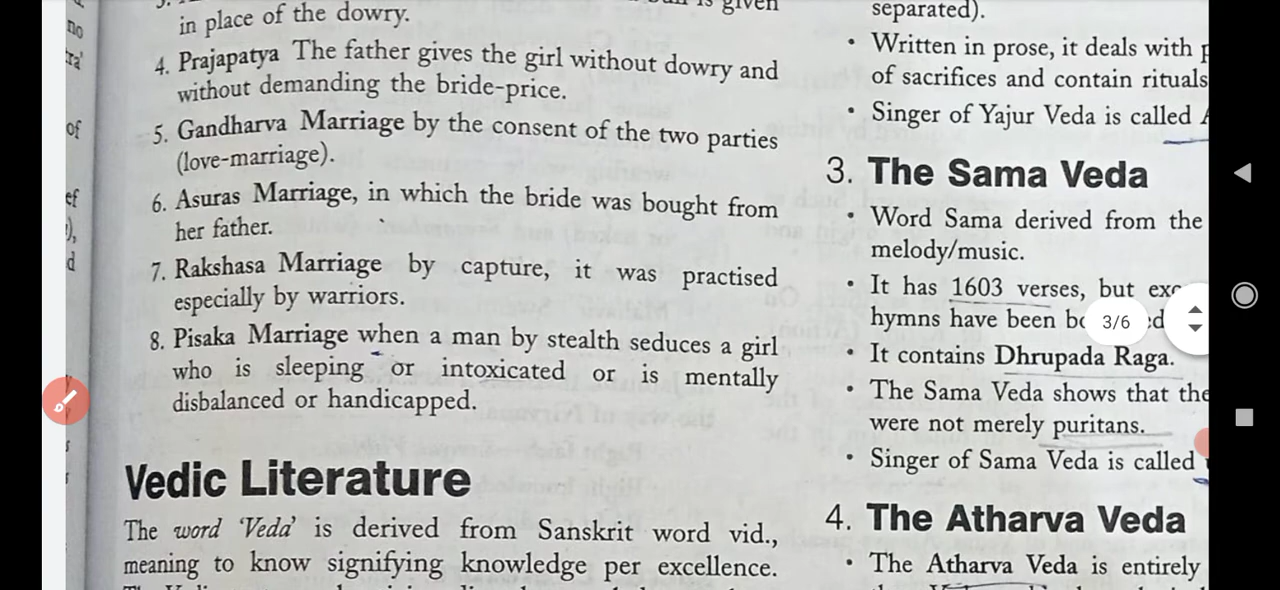 in place of the dowry.
4. Prajapatya The father gives the girl without dowry and
without demanding the bride-price.
5. Gandharva Marriage by the consent of the two parties
(love-marriage).
6. Asuras Marriage, in which the bride was bought from
her father.
7. Rakshasa Marriage by capture, it was practised
especially by warriors.
8. Pisaka Marriage when a man by stealth seduces a girl
who is sleeping or intoxicated or is mentally
disbalanced or handicapped.
Vedic Literature
The word ‘Veda’ is derived from Sanskrit word vid.,
meaning to know signifying knowledge per excellence.
separated).
• Written in prose, it deals with
of sacrifices and contain rituals
• Singer of Yajur Veda is called
3. The Sama Veda
• Word Sama derived from the
melody/music.
• It has 1603 verses, but
hymns have been
3/6
• It contains Dhrupada Raga.
• The Sama Veda shows that the
were not merely puritans.
• Singer of Sama Veda is called
4. The Atharva Veda
• The Atharva Veda is entirely